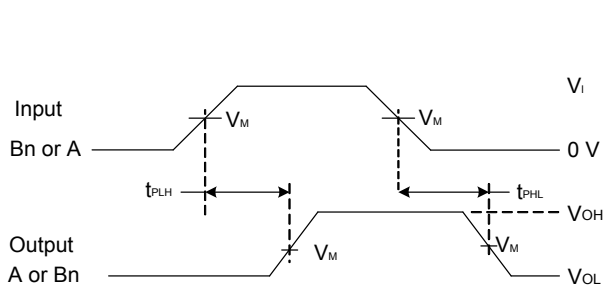 VI
Input
VM
VM
Bn or A
0 V
tPLH
tPHL
VOH
Output
VM
VM
A or Bn
VOL